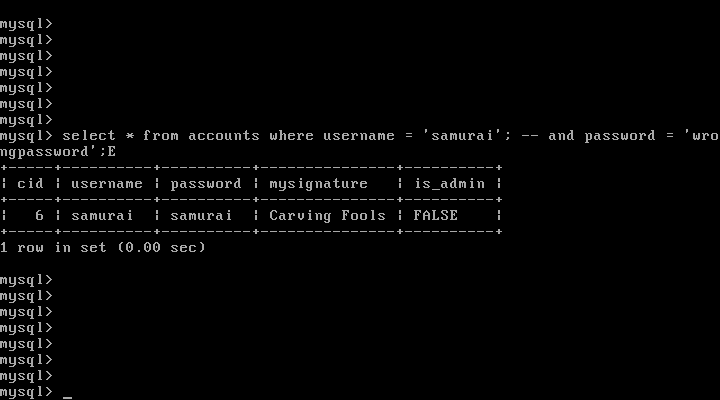 mysql>
mysql>
mysql>
mysql>
mysql>
mysql>
mysql>
mysql> select * from accounts where username = 'samurai'; -- and password = 'wro
ngpassword';E
+-----+----------+----------+---------------+----------+
¦ cid ¦ username ¦ password ¦ mysignature   ¦ is_admin ¦
+-----+----------+----------+---------------+----------+
¦   6 ¦ samurai  ¦ samurai  ¦ Carving Fools ¦ FALSE    ¦
+-----+----------+----------+---------------+----------+
1 row in set (0.00 sec)
mysql>
mysql>
mysql>
mysql>
mysql>
mysql>
mysql>
mysql> _